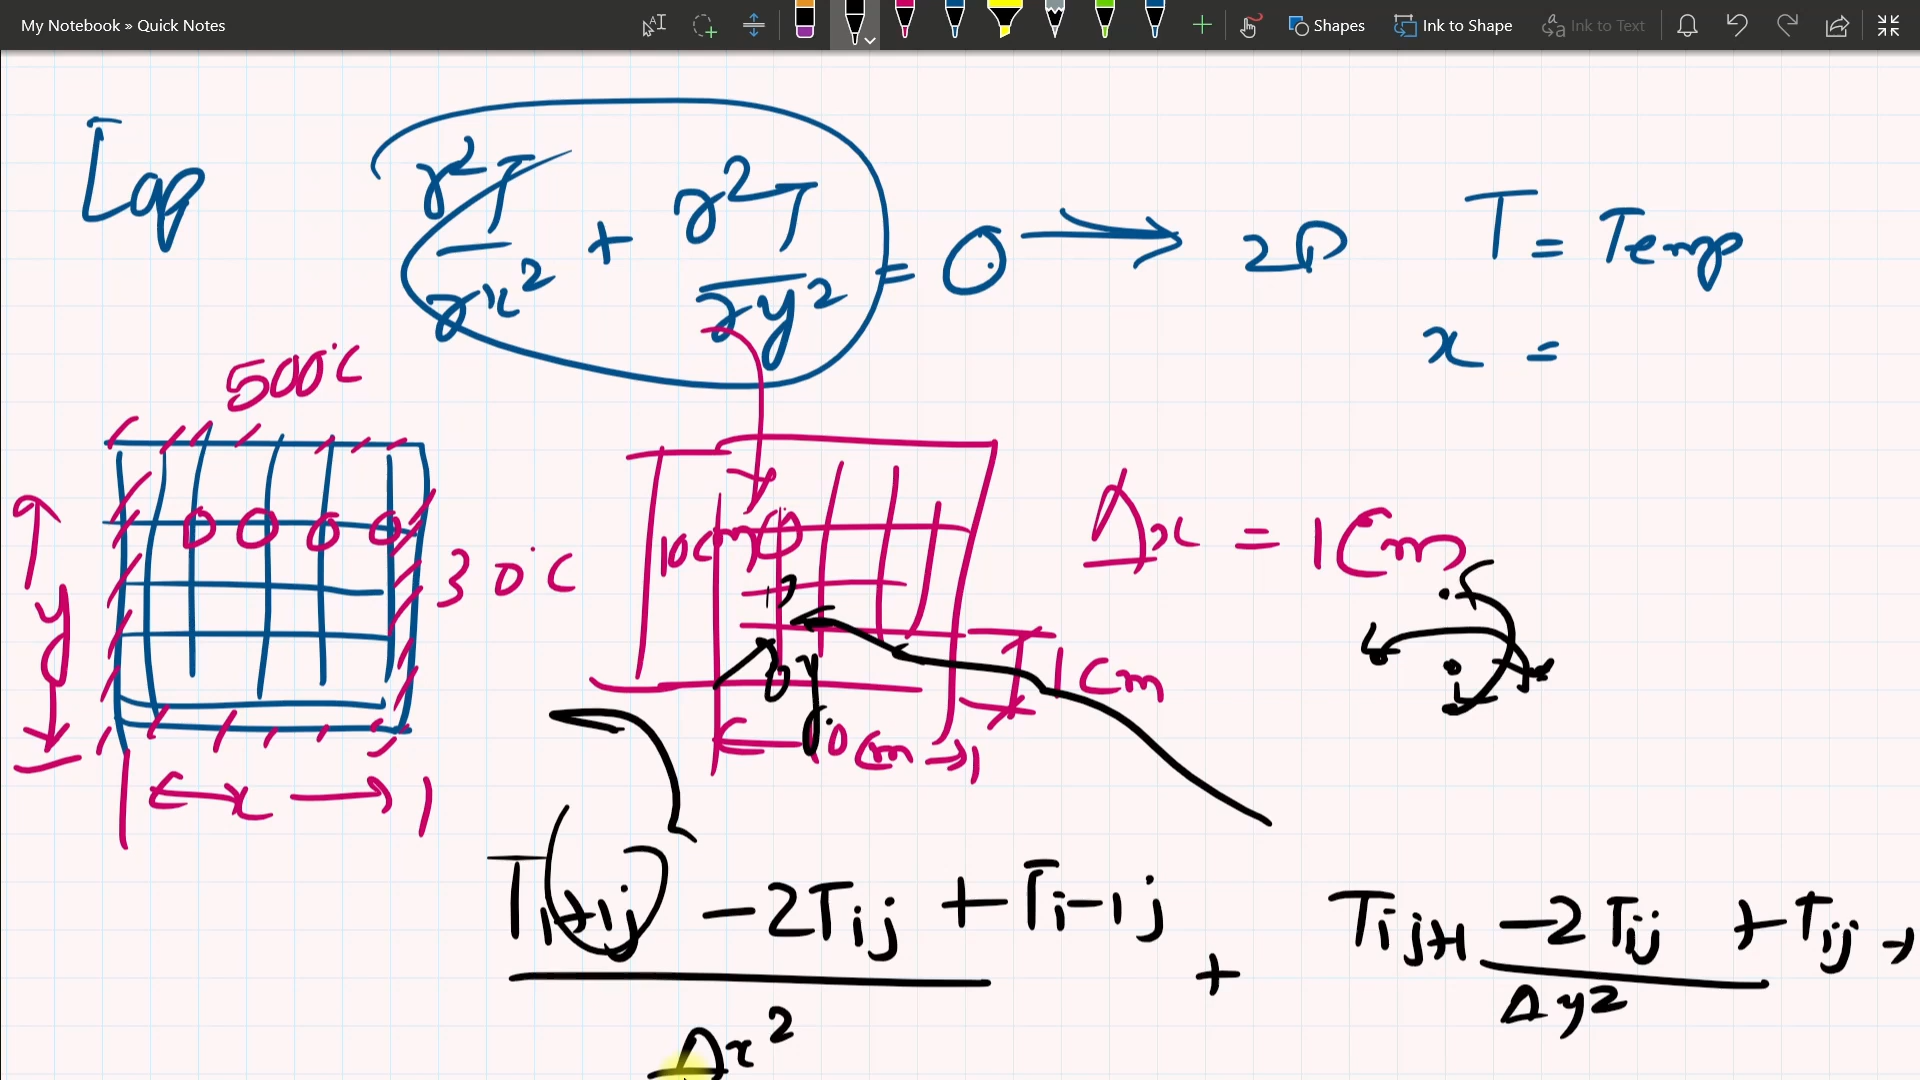 My Notebook » Quick Notes
Shapes
Ink to Shape
Ink to Text
Lap
∂²T/∂x² + ∂²T/∂y² = 0 → 2D
T = Temp
x =
500°C
30°C
y
x
10cm
Δx = 1Cm
1Cm
10Cm
Ti+1j - 2Tij + Ti-1j
Δx²
+
Tij+1 - 2Tij + Tij-1
Δy²